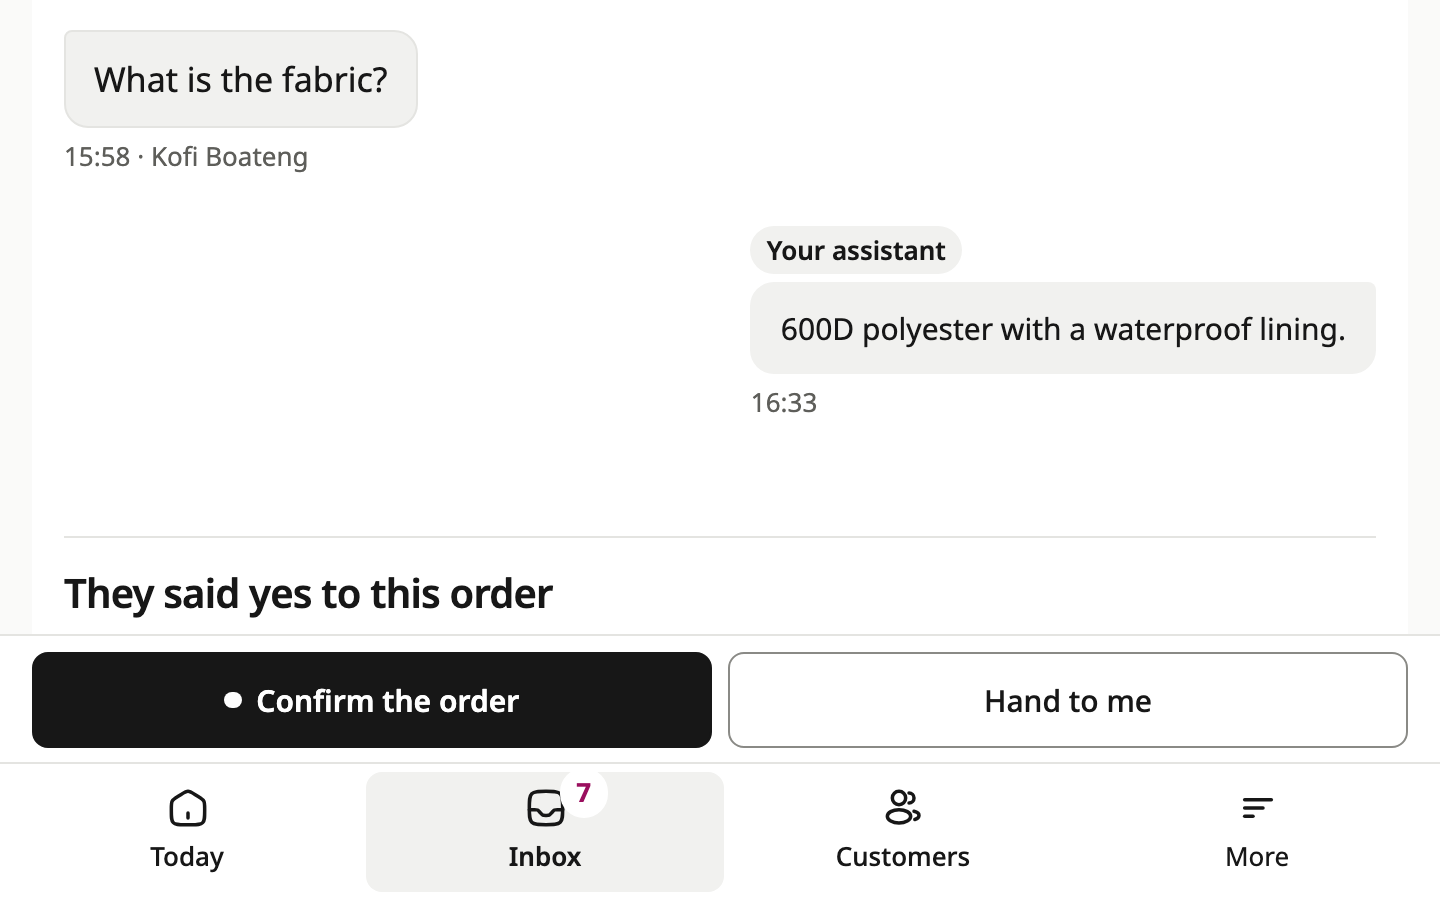 What is the fabric?
15:58 · Kofi Boateng
Your assistant
600D polyester with a waterproof lining.
16:33
They said yes to this order
Confirm the order
Hand to me
7
Today
Inbox
Customers
More